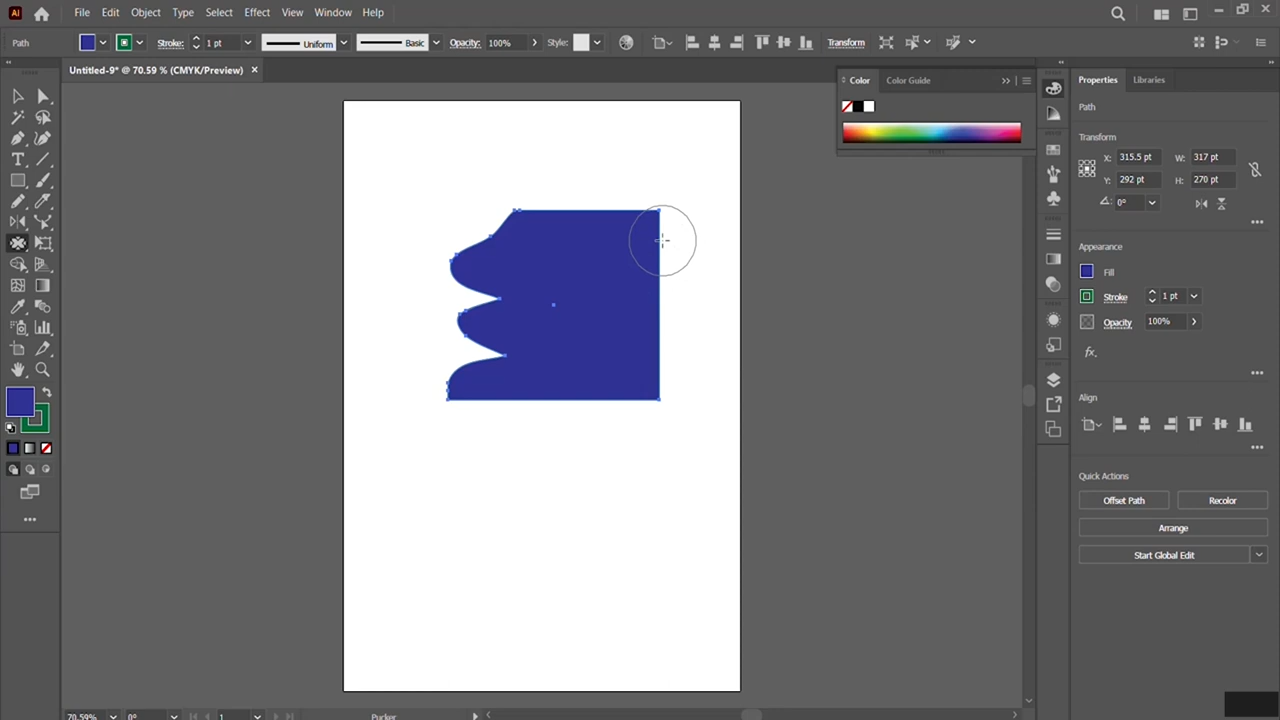 Ai File Edit Object Type Select Effect View Window Help
Path Stroke: 1 pt Uniform Basic Opacity: 100% Style: Transform
Untitled-9* @ 70.59 % (CMYK/Preview)
Color Color Guide
Properties Libraries
Path
Transform
X: 315.5 pt W: 317 pt
Y: 292 pt H: 270 pt
0°
Appearance
Fill
Stroke 1 pt
Opacity 100%
fx
Align
Quick Actions
Offset Path Recolor
Arrange
Start Global Edit
70.59% 0° 1 Pucker